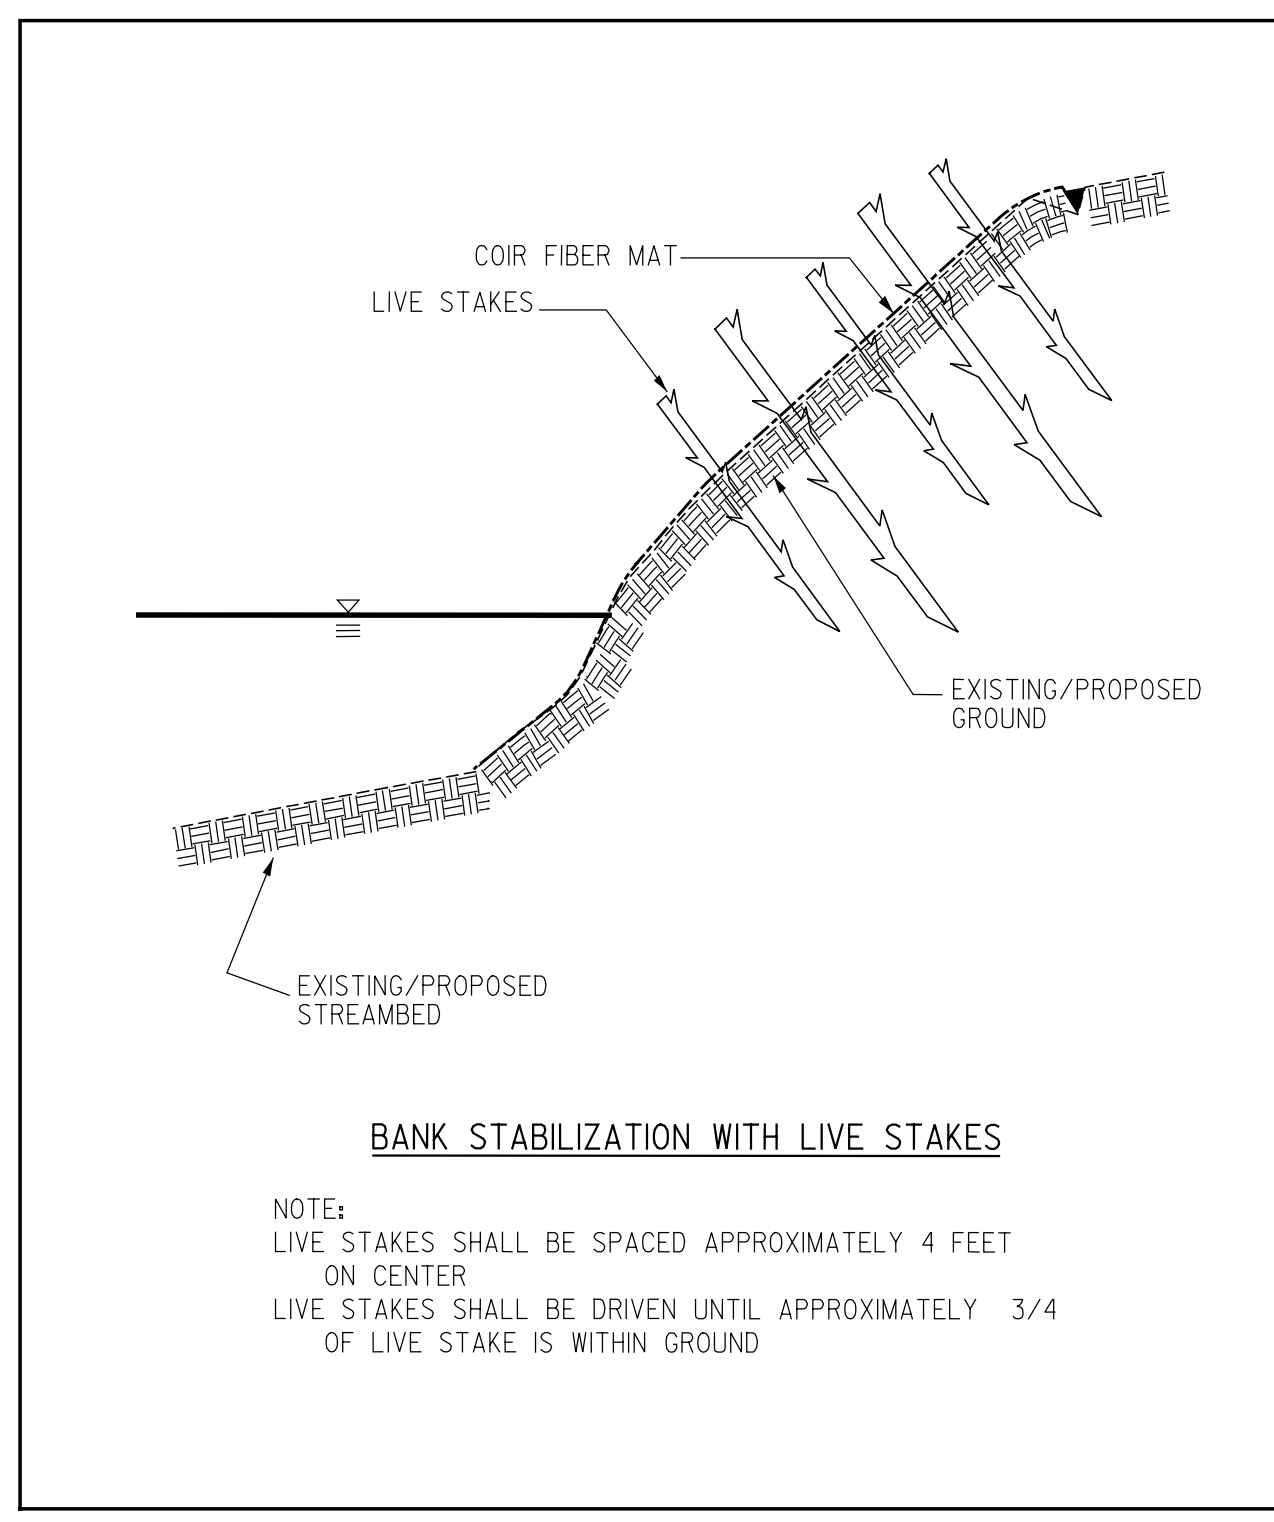 COIR FIBER MAT
LIVE STAKES
EXISTING/PROPOSED
GROUND
EXISTING/PROPOSED
STREAMBED
BANK STABILIZATION WITH LIVE STAKES
NOTE:
LIVE STAKES SHALL BE SPACED APPROXIMATELY 4 FEET
ON CENTER
LIVE STAKES SHALL BE DRIVEN UNTIL APPROXIMATELY 3/4
OF LIVE STAKE IS WITHIN GROUND